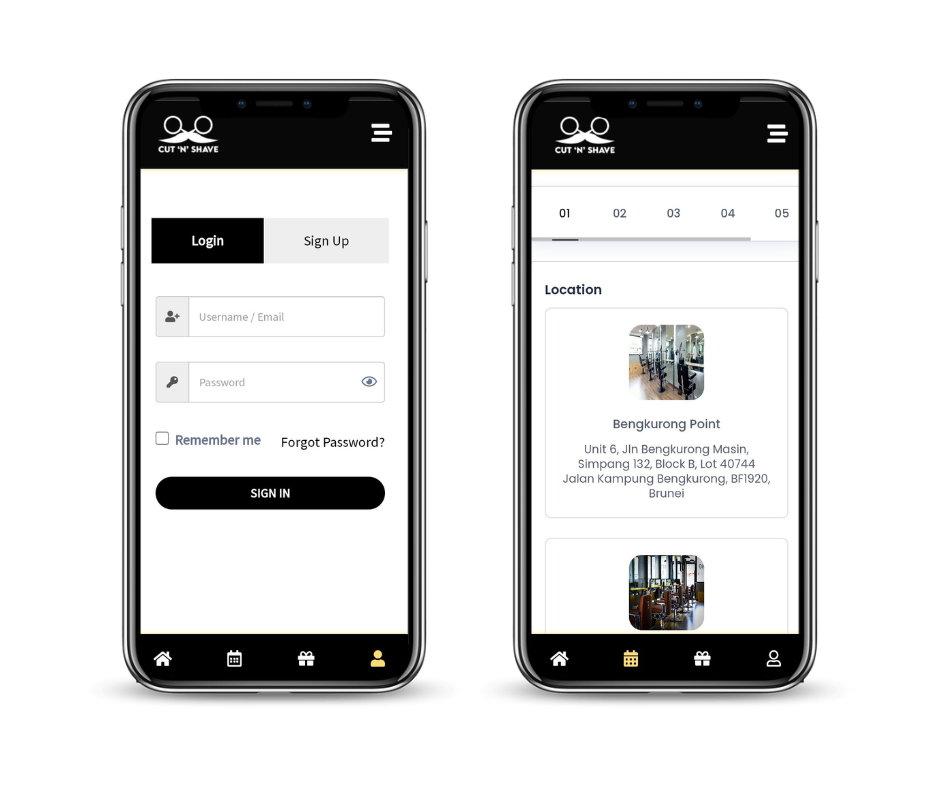 CUT 'N' SHAVE
Login
Sign Up
Username / Email
Password
Remember me
Forgot Password?
SIGN IN
CUT 'N' SHAVE
01
02
03
04
05
Location
Bengkurong Point
Unit 6, Jln Bengkurong Masin,
Simpang 132, Block B, Lot 40744
Jalan Kampung Bengkurong, BF1920,
Brunei